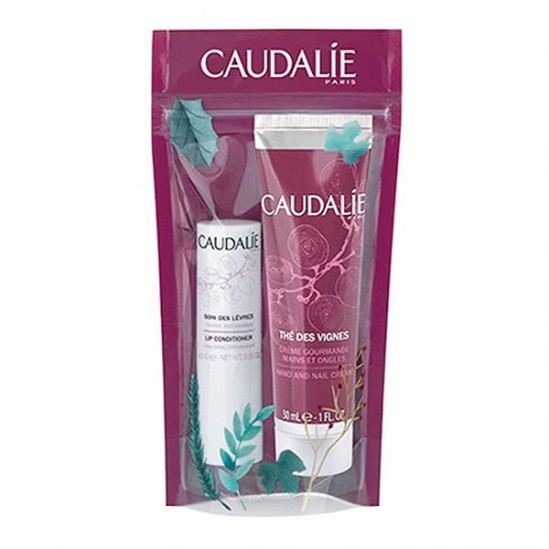 CAUDALIE
PARIS
CAUDALIE
SOIN DES LÈVRES
LIP CONDITIONER
CAUDALIE
THÉ DES VIGNES
CRÈME GOURMANDE
MAINS ET ONGLES
HAND AND NAIL CREAM
30 mL ℮ - 1 FL. OZ